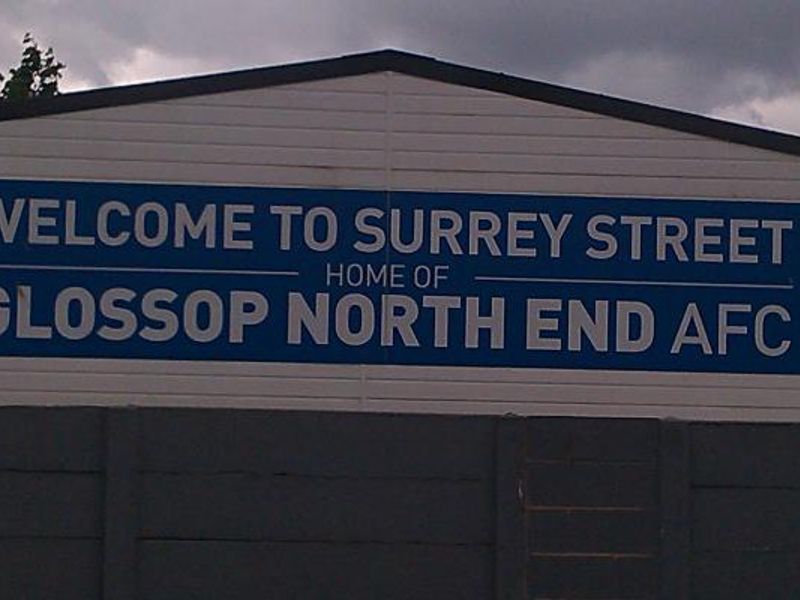 WELCOME TO SURREY STREET
HOME OF
GLOSSOP NORTH END AFC